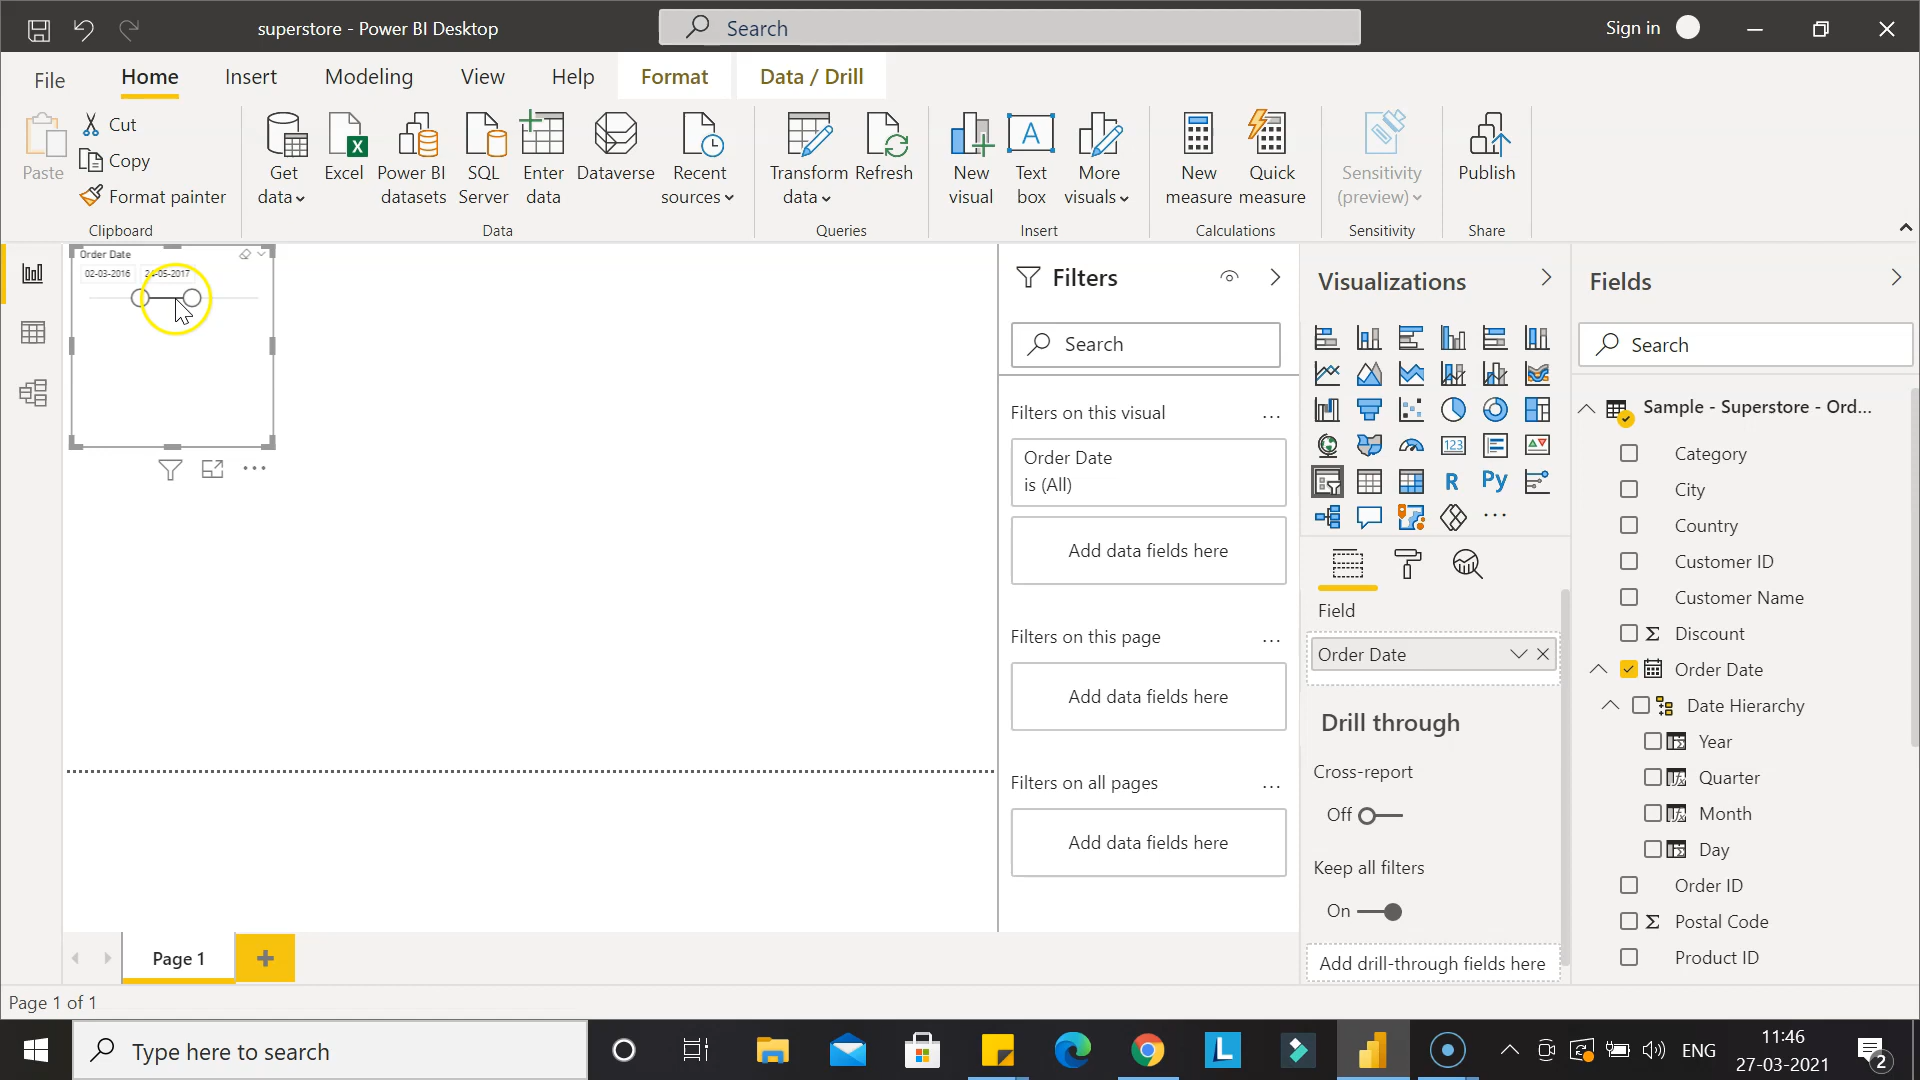 superstore - Power BI Desktop
Search
Sign in
File
Home
Insert
Modeling
View
Help
Format
Data / Drill
Paste
Cut
Copy
Format painter
Clipboard
Get data
Excel
Power BI datasets
SQL Server
Enter data
Dataverse
Recent sources
Data
Transform data
Refresh
Queries
New visual
Text box
More visuals
Insert
New measure
Quick measure
Calculations
Sensitivity (preview)
Sensitivity
Publish
Share
Order Date
02-03-2016
24-05-2017
Filters
Search
Filters on this visual
Order Date
is (All)
Add data fields here
Filters on this page
Add data fields here
Filters on all pages
Add data fields here
Visualizations
123
R
Py
Field
Order Date
Drill through
Cross-report
Off
Keep all filters
On
Add drill-through fields here
Fields
Search
Sample - Superstore - Ord...
Category
City
Country
Customer ID
Customer Name
Discount
Order Date
Date Hierarchy
Year
Quarter
Month
Day
Order ID
Postal Code
Product ID
Page 1
Page 1 of 1
Type here to search
ENG
11:46
27-03-2021
2